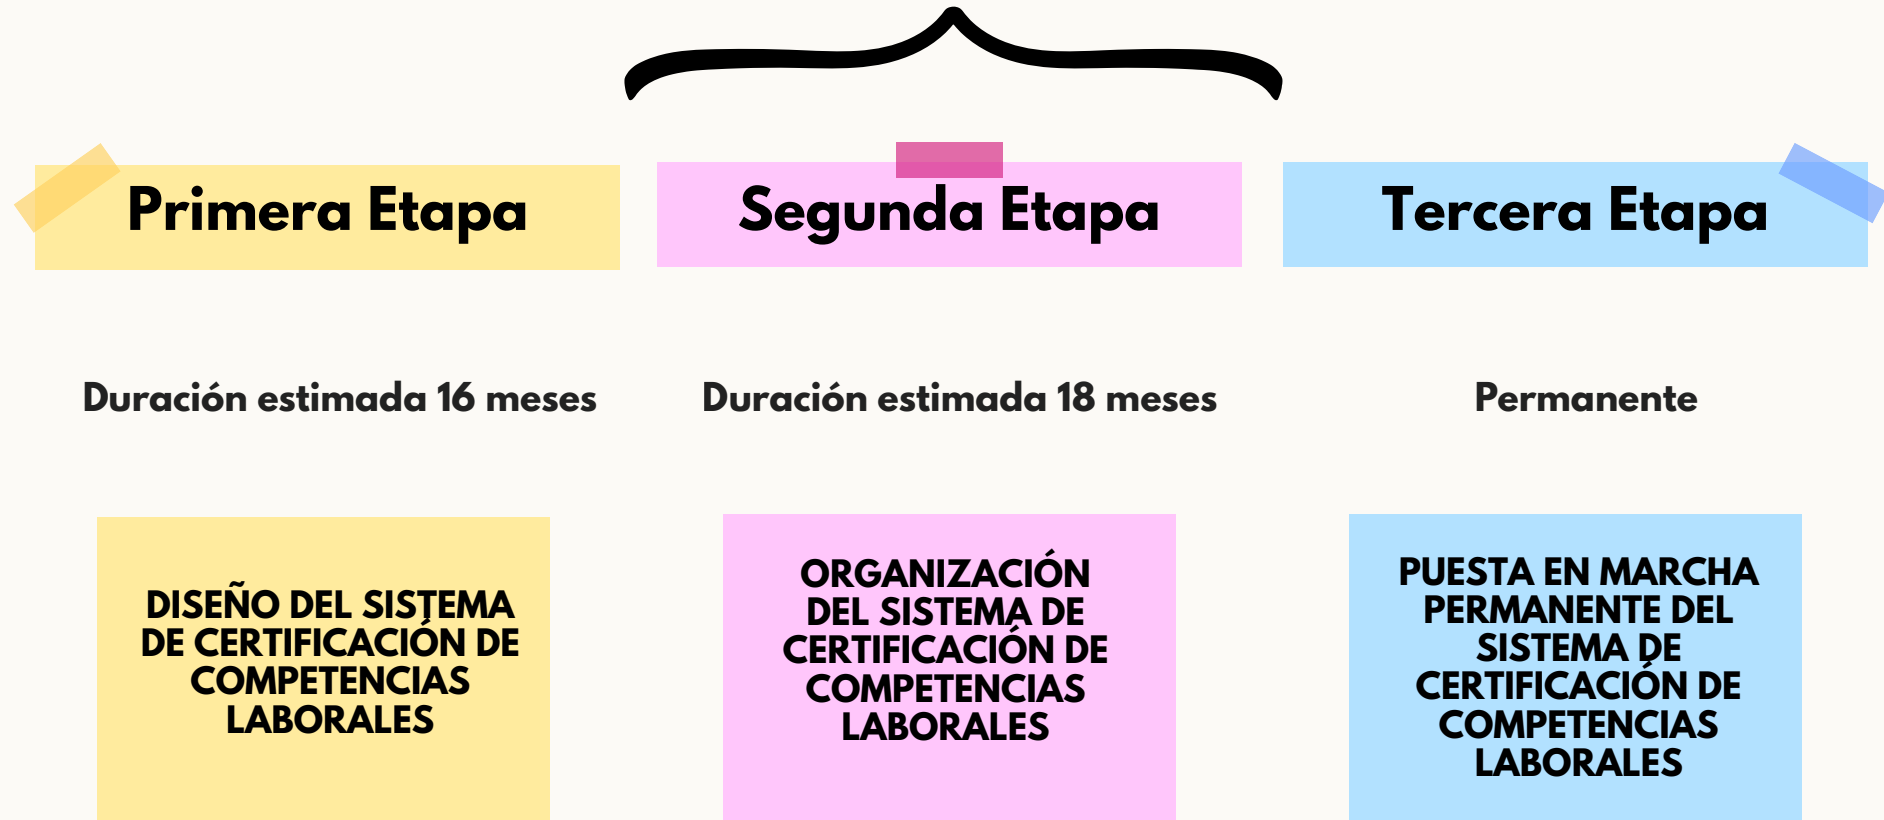 Primera Etapa
Segunda Etapa
Tercera Etapa
Duración estimada 16 meses
Duración estimada 18 meses
Permanente
DISEÑO DEL SISTEMA
DE CERTIFICACIÓN DE
COMPETENCIAS
LABORALES
ORGANIZACIÓN
DEL SISTEMA DE
CERTIFICACIÓN DE
COMPETENCIAS
LABORALES
PUESTA EN MARCHA
PERMANENTE DEL
SISTEMA DE
CERTIFICACIÓN DE
COMPETENCIAS
LABORALES